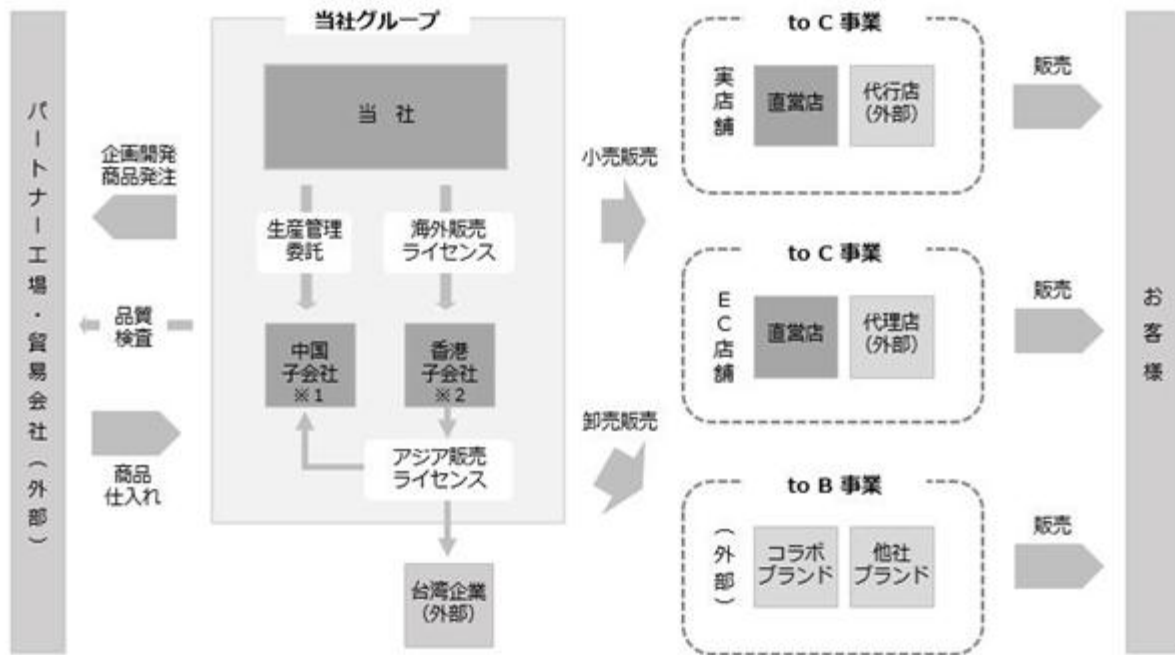 パートナー工場・貿易会社(外部)
企画開発
商品発注
品質
検査
商品
仕入れ
当社グループ
当 社
生産管理
委託
海外販売
ライセンス
中国
子会社
※1
香港
子会社
※2
アジア販売
ライセンス
台湾企業
(外部)
小売販売
卸売販売
to C 事業
実店舗
直営店
代行店
(外部)
販売
to C 事業
EC店舗
直営店
代理店
(外部)
販売
to B 事業
(外部)
コラボ
ブランド
他社
ブランド
販売
お客様